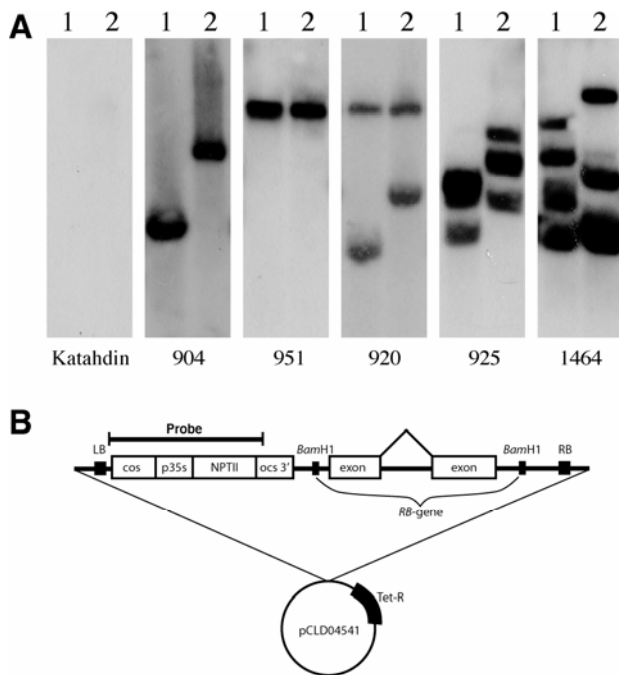 A
1 2 1 2 1 2 1 2 1 2 1 2
Katahdin 904 951 920 925 1464
B
Probe
LB BamH1 BamH1 RB
cos p35s NPTII ocs 3' exon exon
RB-gene
Tet-R
pCLD04541